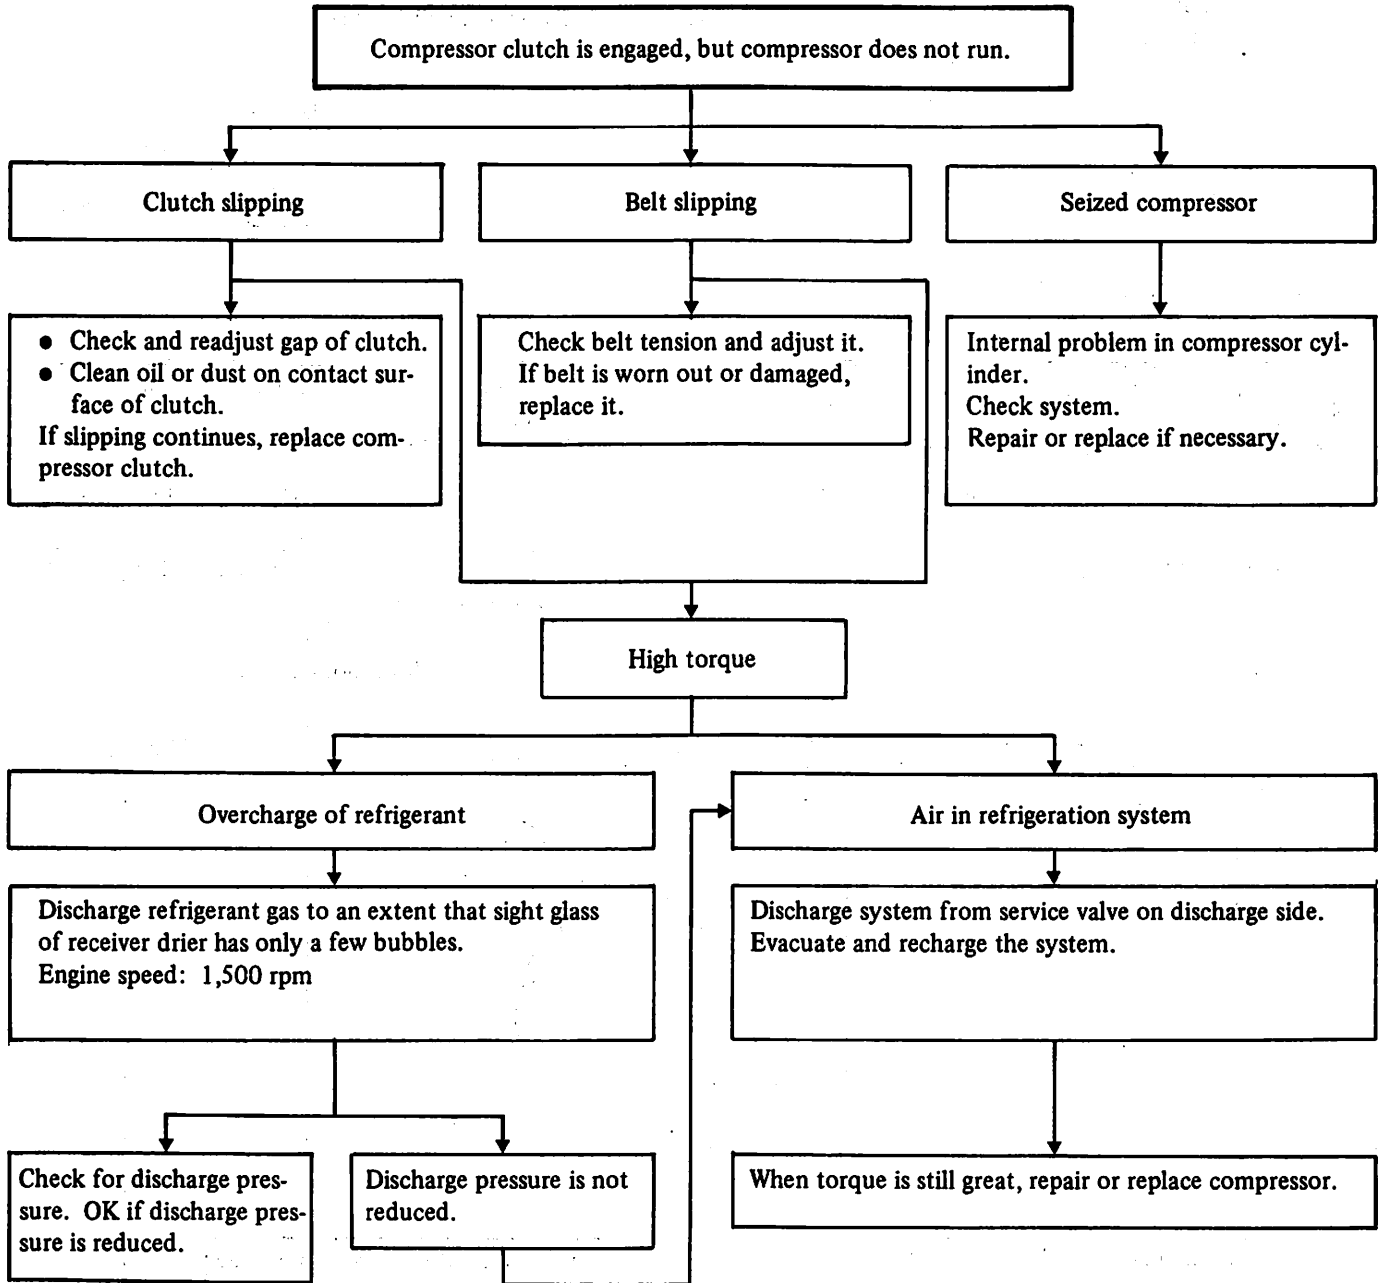 Compressor clutch is engaged, but compressor does not run.
Clutch slipping
Belt slipping
Seized compressor
● Check and readjust gap of clutch.
● Clean oil or dust on contact sur-
face of clutch.
If slipping continues, replace com-
pressor clutch.
Check belt tension and adjust it.
If belt is worn out or damaged,
replace it.
Internal problem in compressor cyl-
inder.
Check system.
Repair or replace if necessary.
High torque
Overcharge of refrigerant
Air in refrigeration system
Discharge refrigerant gas to an extent that sight glass
of receiver drier has only a few bubbles.
Engine speed: 1,500 rpm
Discharge system from service valve on discharge side.
Evacuate and recharge the system.
Check for discharge pres-
sure. OK if discharge pres-
sure is reduced.
Discharge pressure is not
reduced.
When torque is still great, repair or replace compressor.